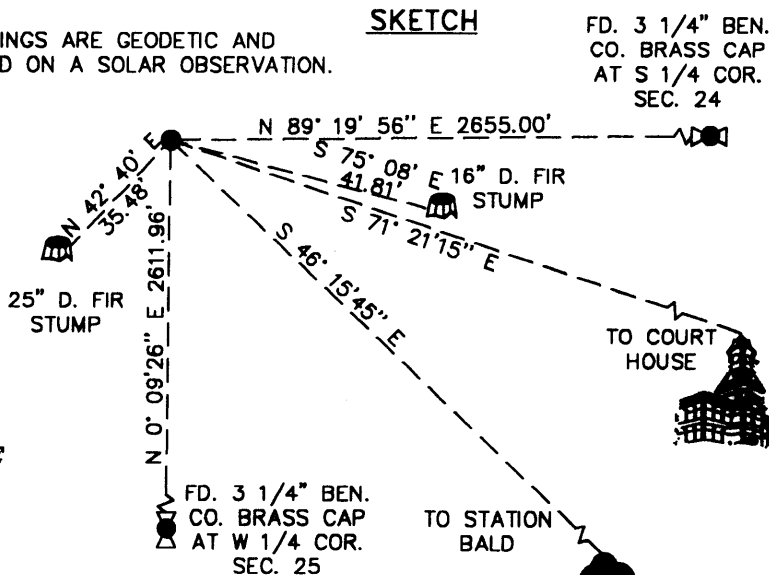 SKETCH
INGS ARE GEODETIC AND
D ON A SOLAR OBSERVATION.
FD. 3 1/4" BEN.
CO. BRASS CAP
AT S 1/4 COR.
SEC. 24
N 89° 19' 56" E 2655.00'
S 75° 08' E
41.81'
16" D. FIR
STUMP
S 71° 21'15" E
N 42° 40' E
35.48'
25" D. FIR
STUMP
N 0° 09'26" E 2611.96'
S 46° 15'45" E
TO COURT
HOUSE
FD. 3 1/4" BEN.
CO. BRASS CAP
AT W 1/4 COR.
SEC. 25
TO STATION
BALD